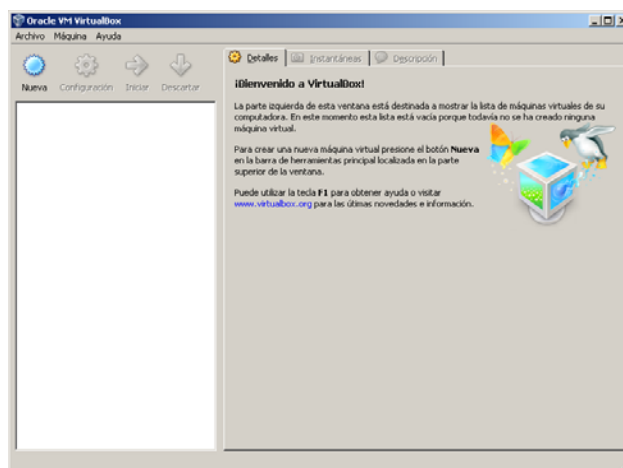 Oracle VM VirtualBox
Archivo Máquina Ayuda
Nueva Configuración Iniciar Descartar
Detalles Instantáneas Descripción
¡Bienvenido a VirtualBox!
La parte izquierda de esta ventana está destinada a mostrar la lista de máquinas virtuales de su
computadora. En este momento esta lista está vacía porque todavía no se ha creado ninguna
máquina virtual.
Para crear una nueva máquina virtual presione el botón Nueva
en la barra de herramientas principal localizada en la parte
superior de la ventana.
Puede utilizar la tecla F1 para obtener ayuda o visitar
www.virtualbox.org para las útimas novedades e información.